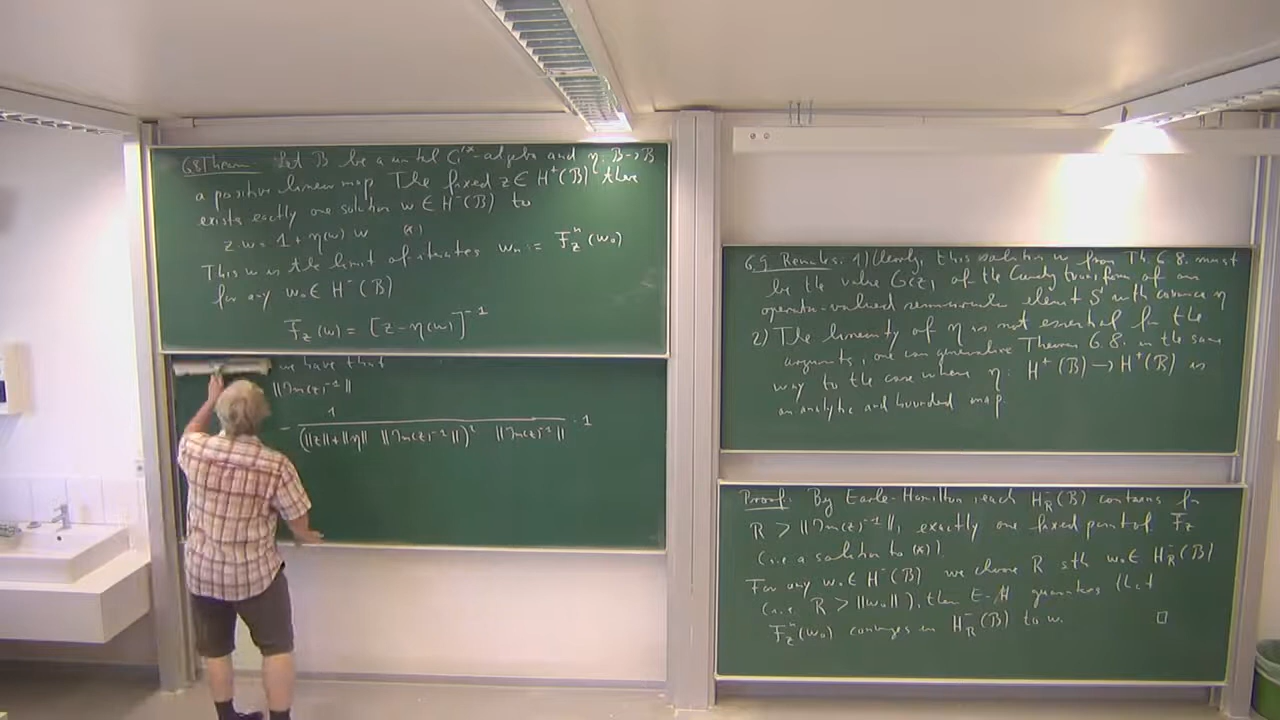 6.8 Theorem: Let B be a unital C*-algebra and η: B→B
a positive linear map. The fixed z ∈ H⁺(B) there
exists exactly one solution w ∈ H⁻(B) to
z w = 1 + η(w) w (*)
This w is the limit of iterates wₙ := F_zⁿ(w₀)
for any w₀ ∈ H⁻(B)
F_z(w) = [z - η(w)]⁻¹
we have that
||Im(z)⁻¹||
- 1 / ((||z|| + ||η|| ||Im(z)⁻¹||)² ||Im(z)⁻¹||) · 1
6.9 Remarks: 1) Clearly, this solution w from Th. 6.8. must
be the value G(z) of the Cauchy transform of an
operator-valued semicircular element S with covariance η
2) The linearity of η is not essential for the
arguments, one can generalize Theorem 6.8. in the same
way to the case where η: H⁺(B) → H⁺(B) is
an analytic and bounded map.
Proof: By Earle-Hamilton each H_R⁻(B) contains for
R > ||Im(z)⁻¹||, exactly one fixed point of F_z
(i.e. a solution to (*))
For any w₀ ∈ H⁻(B) we choose R sth w₀ ∈ H_R⁻(B)
(i.e. R > ||w₀||), then E-H guarantees that
F_zⁿ(w₀) converges in H_R⁻(B) to w. □